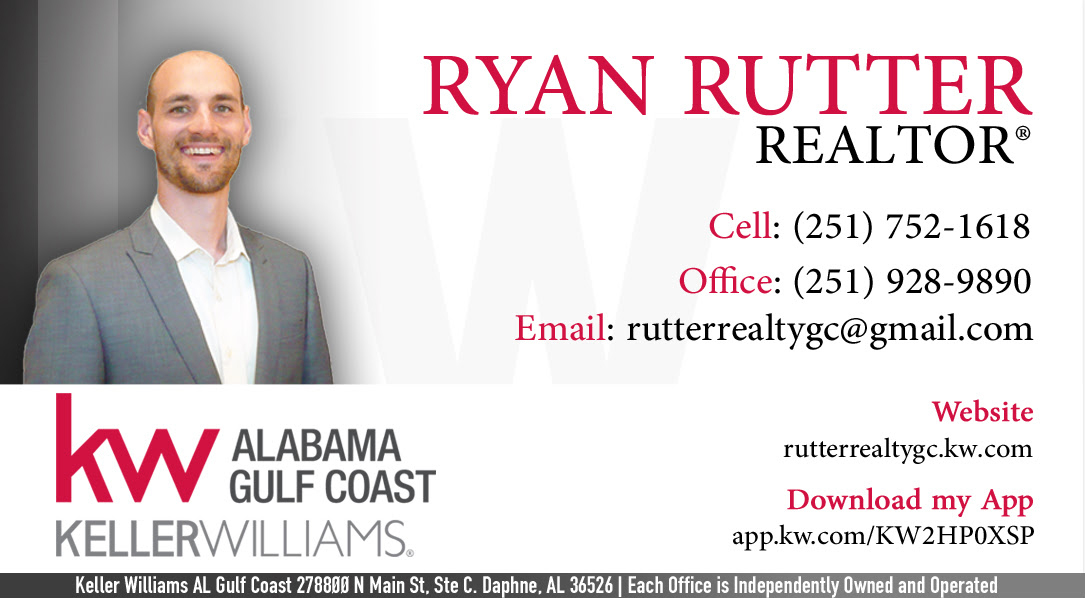 RYAN RUTTER
REALTOR®
Cell: (251) 752-1618
Office: (251) 928-9890
Email: rutterrealtygc@gmail.com
kw ALABAMA
GULF COAST
KELLERWILLIAMS®
Website
rutterrealtygc.kw.com
Download my App
app.kw.com/KW2HP0XSP
Keller Williams AL Gulf Coast 278800 N Main St, Ste C. Daphne, AL 36526 | Each Office is Independently Owned and Operated